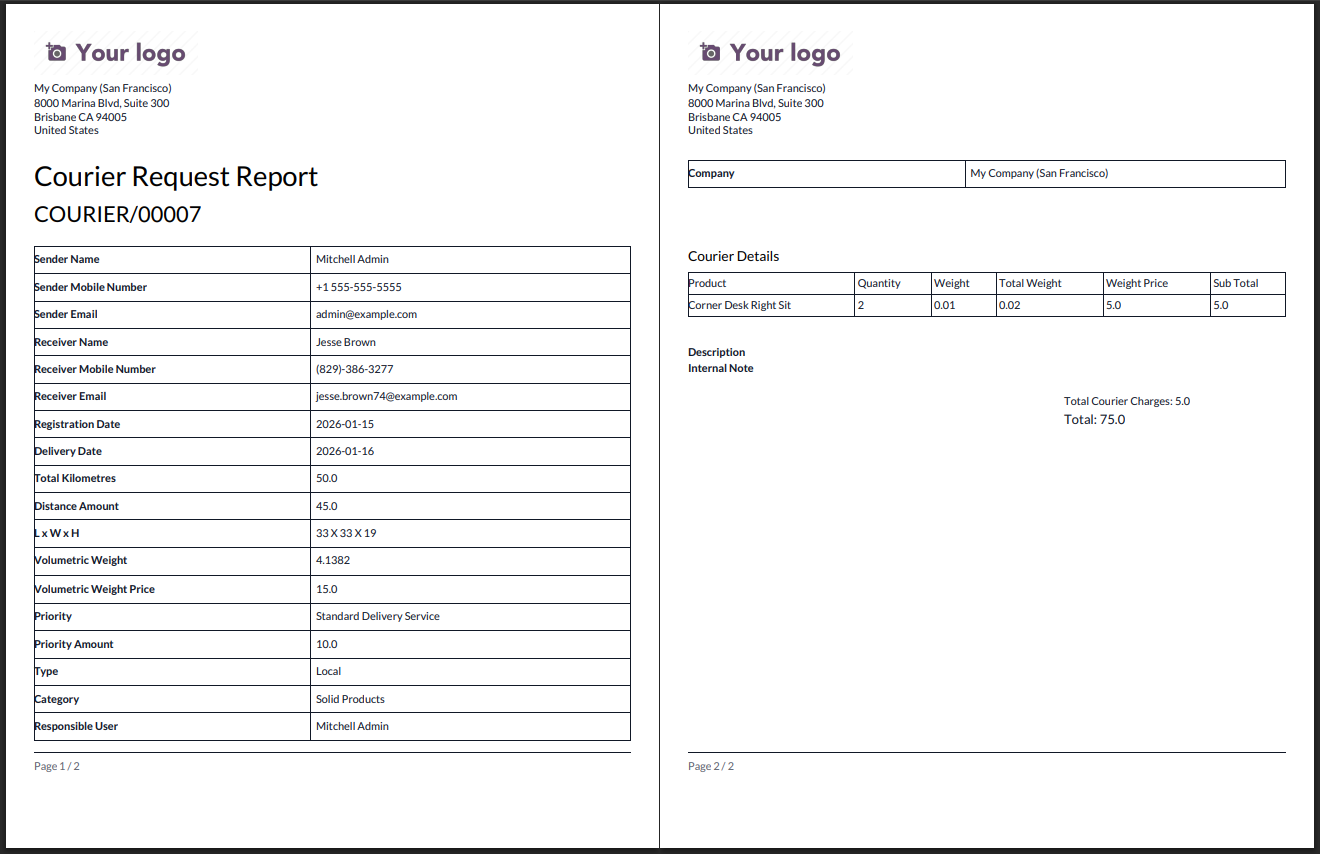 Your logo
My Company (San Francisco)
8000 Marina Blvd, Suite 300
Brisbane CA 94005
United States
Courier Request Report
COURIER/00007
Sender Name Mitchell Admin
Sender Mobile Number +1 555-555-5555
Sender Email admin@example.com
Receiver Name Jesse Brown
Receiver Mobile Number (829)-386-3277
Receiver Email jesse.brown74@example.com
Registration Date 2026-01-15
Delivery Date 2026-01-16
Total Kilometres 50.0
Distance Amount 45.0
L x W x H 33 X 33 X 19
Volumetric Weight 4.1382
Volumetric Weight Price 15.0
Priority Standard Delivery Service
Priority Amount 10.0
Type Local
Category Solid Products
Responsible User Mitchell Admin
Page 1 / 2
Your logo
My Company (San Francisco)
8000 Marina Blvd, Suite 300
Brisbane CA 94005
United States
Company My Company (San Francisco)
Courier Details
Product Quantity Weight Total Weight Weight Price Sub Total
Corner Desk Right Sit 2 0.01 0.02 5.0 5.0
Description
Internal Note
Total Courier Charges: 5.0
Total: 75.0
Page 2 / 2